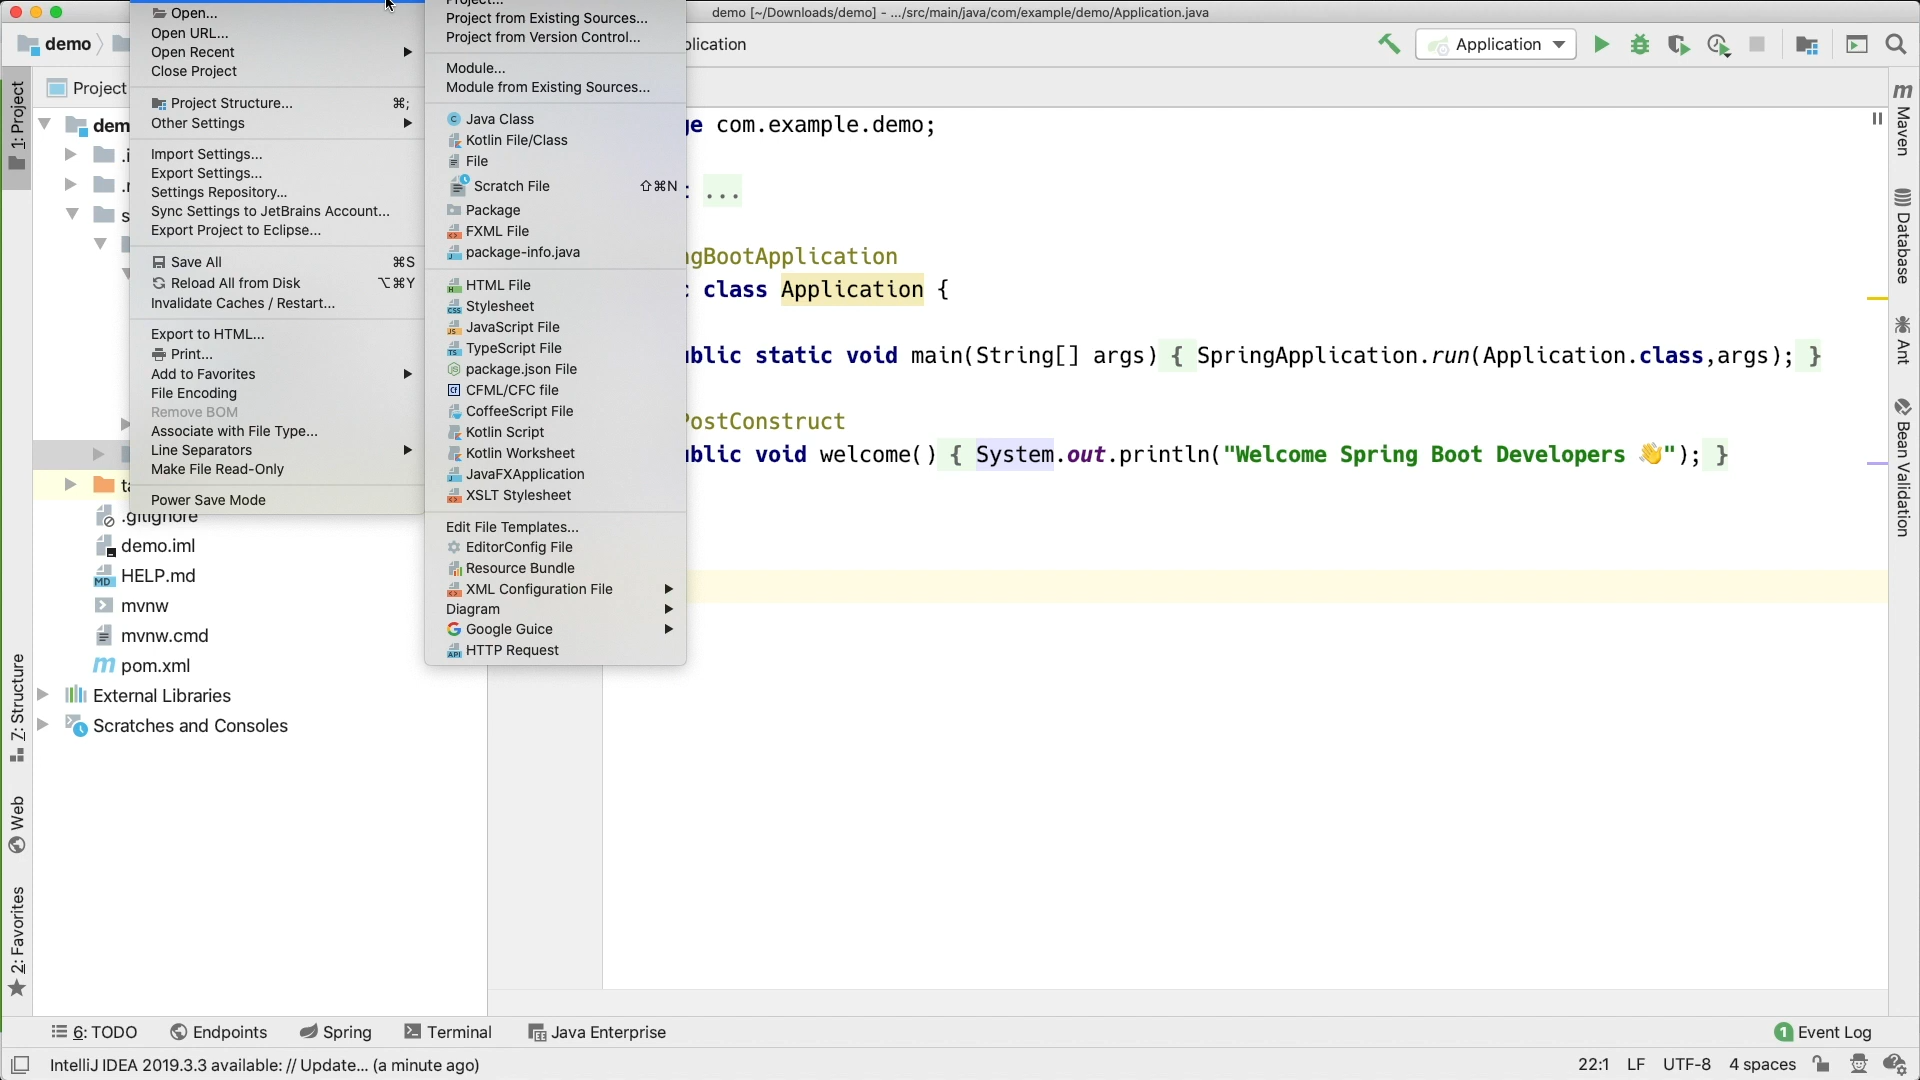 demo [~/Downloads/demo] - .../src/main/java/com/example/demo/Application.java
demo
plication
Application
Open...
Open URL...
Open Recent
Close Project
Project Structure... ⌘;
Other Settings
Import Settings...
Export Settings...
Settings Repository...
Sync Settings to JetBrains Account...
Export Project to Eclipse...
Save All ⌘S
Reload All from Disk ⌥⌘Y
Invalidate Caches / Restart...
Export to HTML...
Print...
Add to Favorites
File Encoding
Remove BOM
Associate with File Type...
Line Separators
Make File Read-Only
Power Save Mode
Project from Existing Sources...
Project from Version Control...
Module...
Module from Existing Sources...
Java Class
Kotlin File/Class
File
Scratch File ⇧⌘N
Package
FXML File
package-info.java
HTML File
Stylesheet
JavaScript File
TypeScript File
package.json File
CFML/CFC file
CoffeeScript File
Kotlin Script
Kotlin Worksheet
JavaFXApplication
XSLT Stylesheet
Edit File Templates...
EditorConfig File
Resource Bundle
XML Configuration File
Diagram
Google Guice
HTTP Request
1: Project
Project
dem
.gitignore
demo.iml
HELP.md
mvnw
mvnw.cmd
pom.xml
External Libraries
Scratches and Consoles
Z: Structure
Web
2: Favorites
ge com.example.demo;
...
ngBootApplication
c class Application {
ublic static void main(String[] args) { SpringApplication.run(Application.class,args); }
PostConstruct
ublic void welcome() { System.out.println("Welcome Spring Boot Developers 👋"); }
Maven
Database
Ant
Bean Validation
6: TODO
Endpoints
Spring
Terminal
Java Enterprise
1 Event Log
IntelliJ IDEA 2019.3.3 available: // Update... (a minute ago)
22:1 LF UTF-8 4 spaces